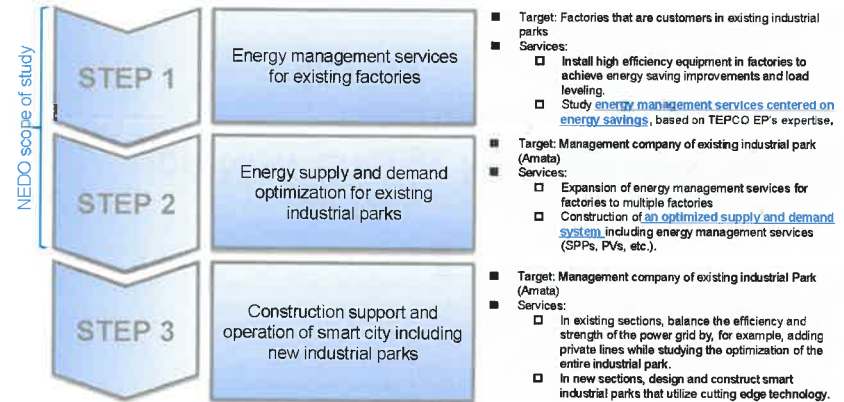 NEDO scope of study
STEP 1
Energy management services
for existing factories
■ Target: Factories that are customers in existing industrial
parks
■ Services:
□ Install high efficiency equipment in factories to
achieve energy saving improvements and load
leveling.
□ Study energy management services centered on
energy savings, based on TEPCO EP's expertise.
STEP 2
Energy supply and demand
optimization for existing
industrial parks
■ Target: Management company of existing industrial park
(Amata)
■ Services:
□ Expansion of energy management services for
factories to multiple factories
□ Construction of an optimized supply and demand
system including energy management services
(SPPs, PVs, etc.).
STEP 3
Construction support and
operation of smart city including
new industrial parks
■ Target: Management company of existing industrial Park
(Amata)
■ Services:
□ In existing sections, balance the efficiency and
strength of the power grid by, for example, adding
private lines while studying the optimization of the
entire industrial park.
□ In new sections, design and construct smart
industrial parks that utilize cutting edge technology.